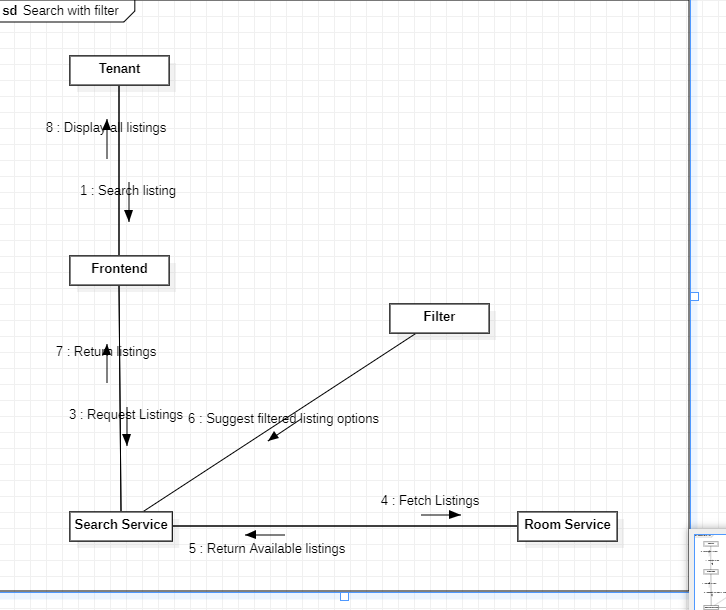 sd Search with filter
Tenant
8 : Display all listings
1 : Search listing
Frontend
Filter
7 : Return listings
3 : Request Listings
6 : Suggest filtered listing options
4 : Fetch Listings
Search Service
Room Service
5 : Return Available listings